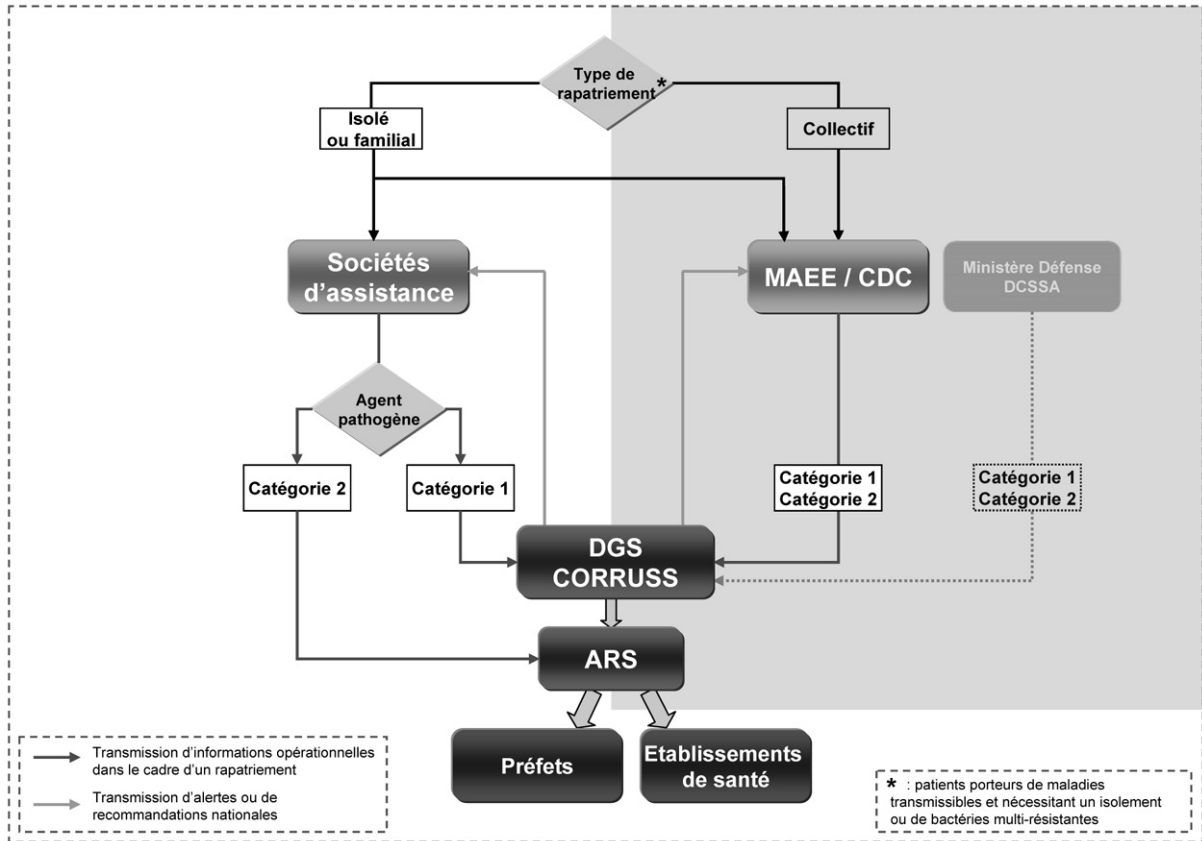 Type de
rapatriement*
Isolé
ou familial
Collectif
Sociétés
d'assistance
MAEE / CDC
Ministère Défense
DCSSA
Agent
pathogène
Catégorie 2
Catégorie 1
Catégorie 1
Catégorie 2
Catégorie 1
Catégorie 2
DGS
CORRUSS
ARS
Préfets
Etablissements
de santé
Transmission d'informations opérationnelles
dans le cadre d'un rapatriement
Transmission d'alertes ou de
recommandations nationales
* : patients porteurs de maladies
transmissibles et nécessitant un isolement
ou de bactéries multi-résistantes